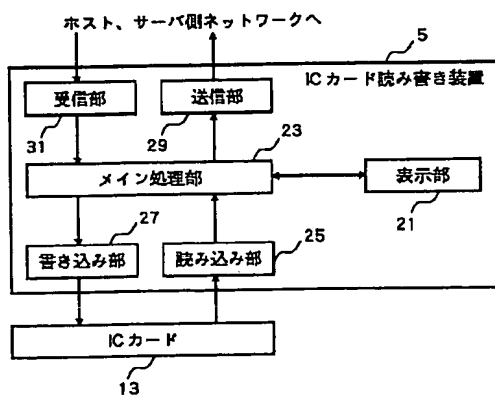 ホスト、サーバ側ネットワークへ
5
ICカード読み書き装置
受信部
送信部
31
29
23
メイン処理部
表示部
21
27
25
書き込み部
読み込み部
ICカード
13